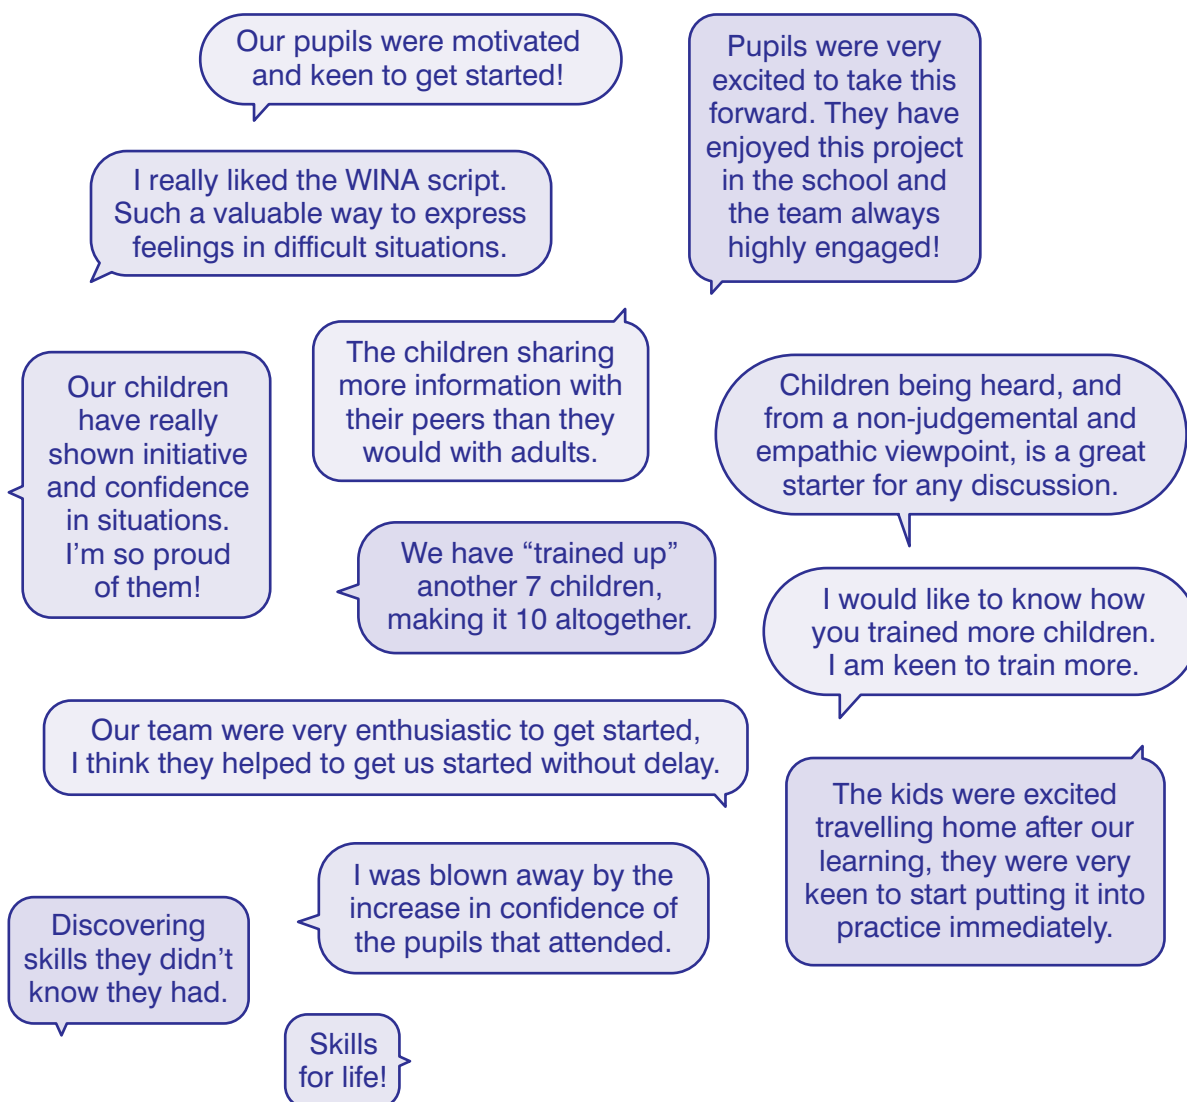 Our pupils were motivated
and keen to get started!
Pupils were very
excited to take this
forward. They have
enjoyed this project
in the school and
the team always
highly engaged!
I really liked the WINA script.
Such a valuable way to express
feelings in difficult situations.
The children sharing
more information with
their peers than they
would with adults.
Our children
have really
shown initiative
and confidence
in situations.
I'm so proud
of them!
Children being heard, and
from a non-judgemental and
empathic viewpoint, is a great
starter for any discussion.
We have “trained up”
another 7 children,
making it 10 altogether.
I would like to know how
you trained more children.
I am keen to train more.
Our team were very enthusiastic to get started,
I think they helped to get us started without delay.
The kids were excited
travelling home after our
learning, they were very
keen to start putting it into
practice immediately.
I was blown away by the
increase in confidence of
the pupils that attended.
Discovering
skills they didn't
know they had.
Skills
for life!